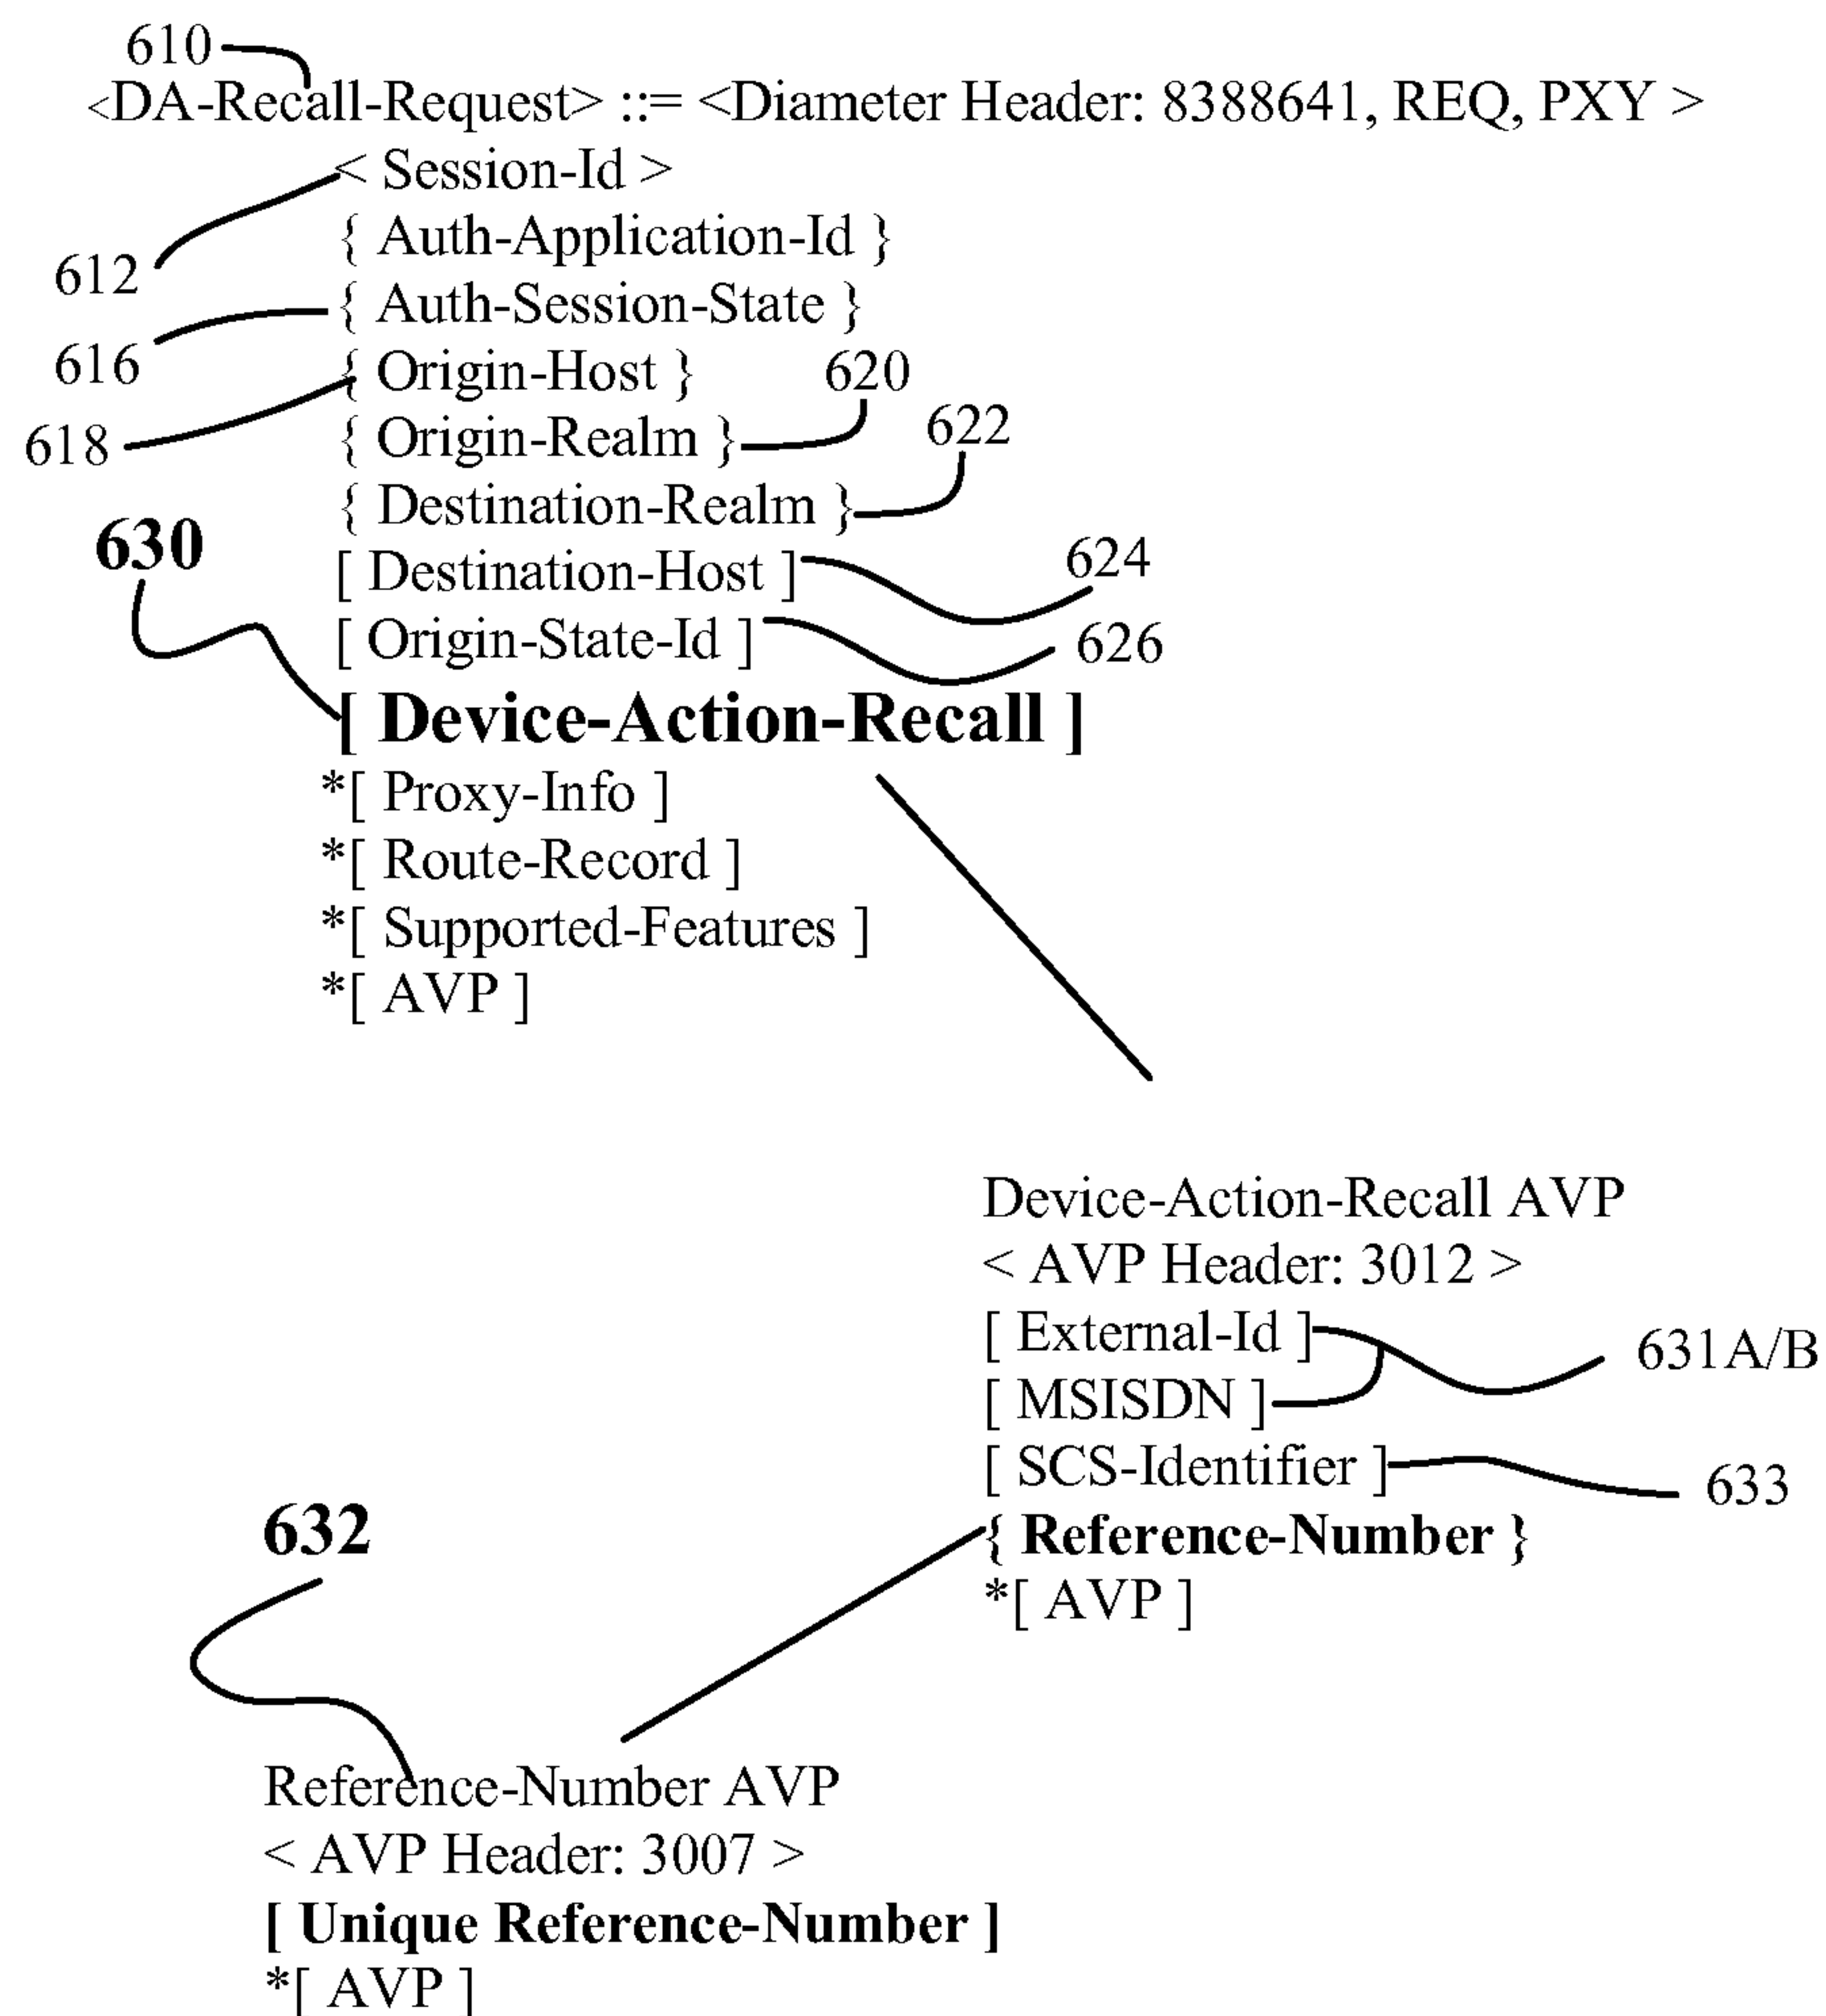 610
<DA-Recall-Request> ::= <Diameter Header: 8388641, REQ, PXY >
< Session-Id >
{ Auth-Application-Id }
612
{ Auth-Session-State }
616
{ Origin-Host }
620
618
{ Origin-Realm }
622
{ Destination-Realm }
630
[ Destination-Host ]
624
[ Origin-State-Id ]
626
[ Device-Action-Recall ]
*[ Proxy-Info ]
*[ Route-Record ]
*[ Supported-Features ]
*[ AVP ]
Device-Action-Recall AVP
< AVP Header: 3012 >
[ External-Id ]
631A/B
[ MSISDN ]
[ SCS-Identifier ]
633
{ Reference-Number }
*[ AVP ]
632
Reference-Number AVP
< AVP Header: 3007 >
[ Unique Reference-Number ]
*[ AVP ]